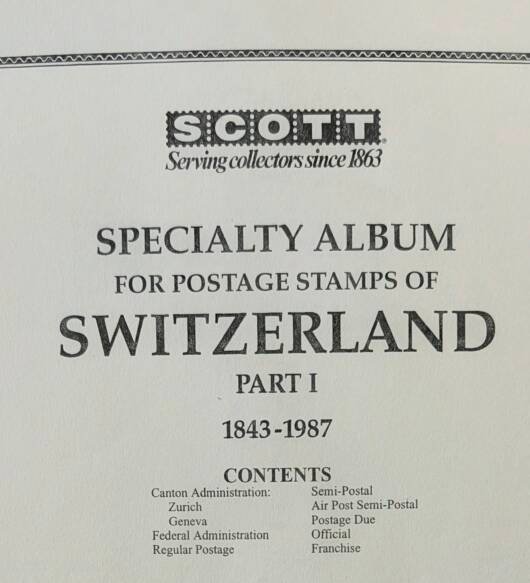 SCOTT®
Serving collectors since 1863
SPECIALTY ALBUM
FOR POSTAGE STAMPS OF
SWITZERLAND
PART I
1843-1987
CONTENTS
Canton Administration:
Zurich
Geneva
Federal Administration
Regular Postage
Semi-Postal
Air Post Semi-Postal
Postage Due
Official
Franchise